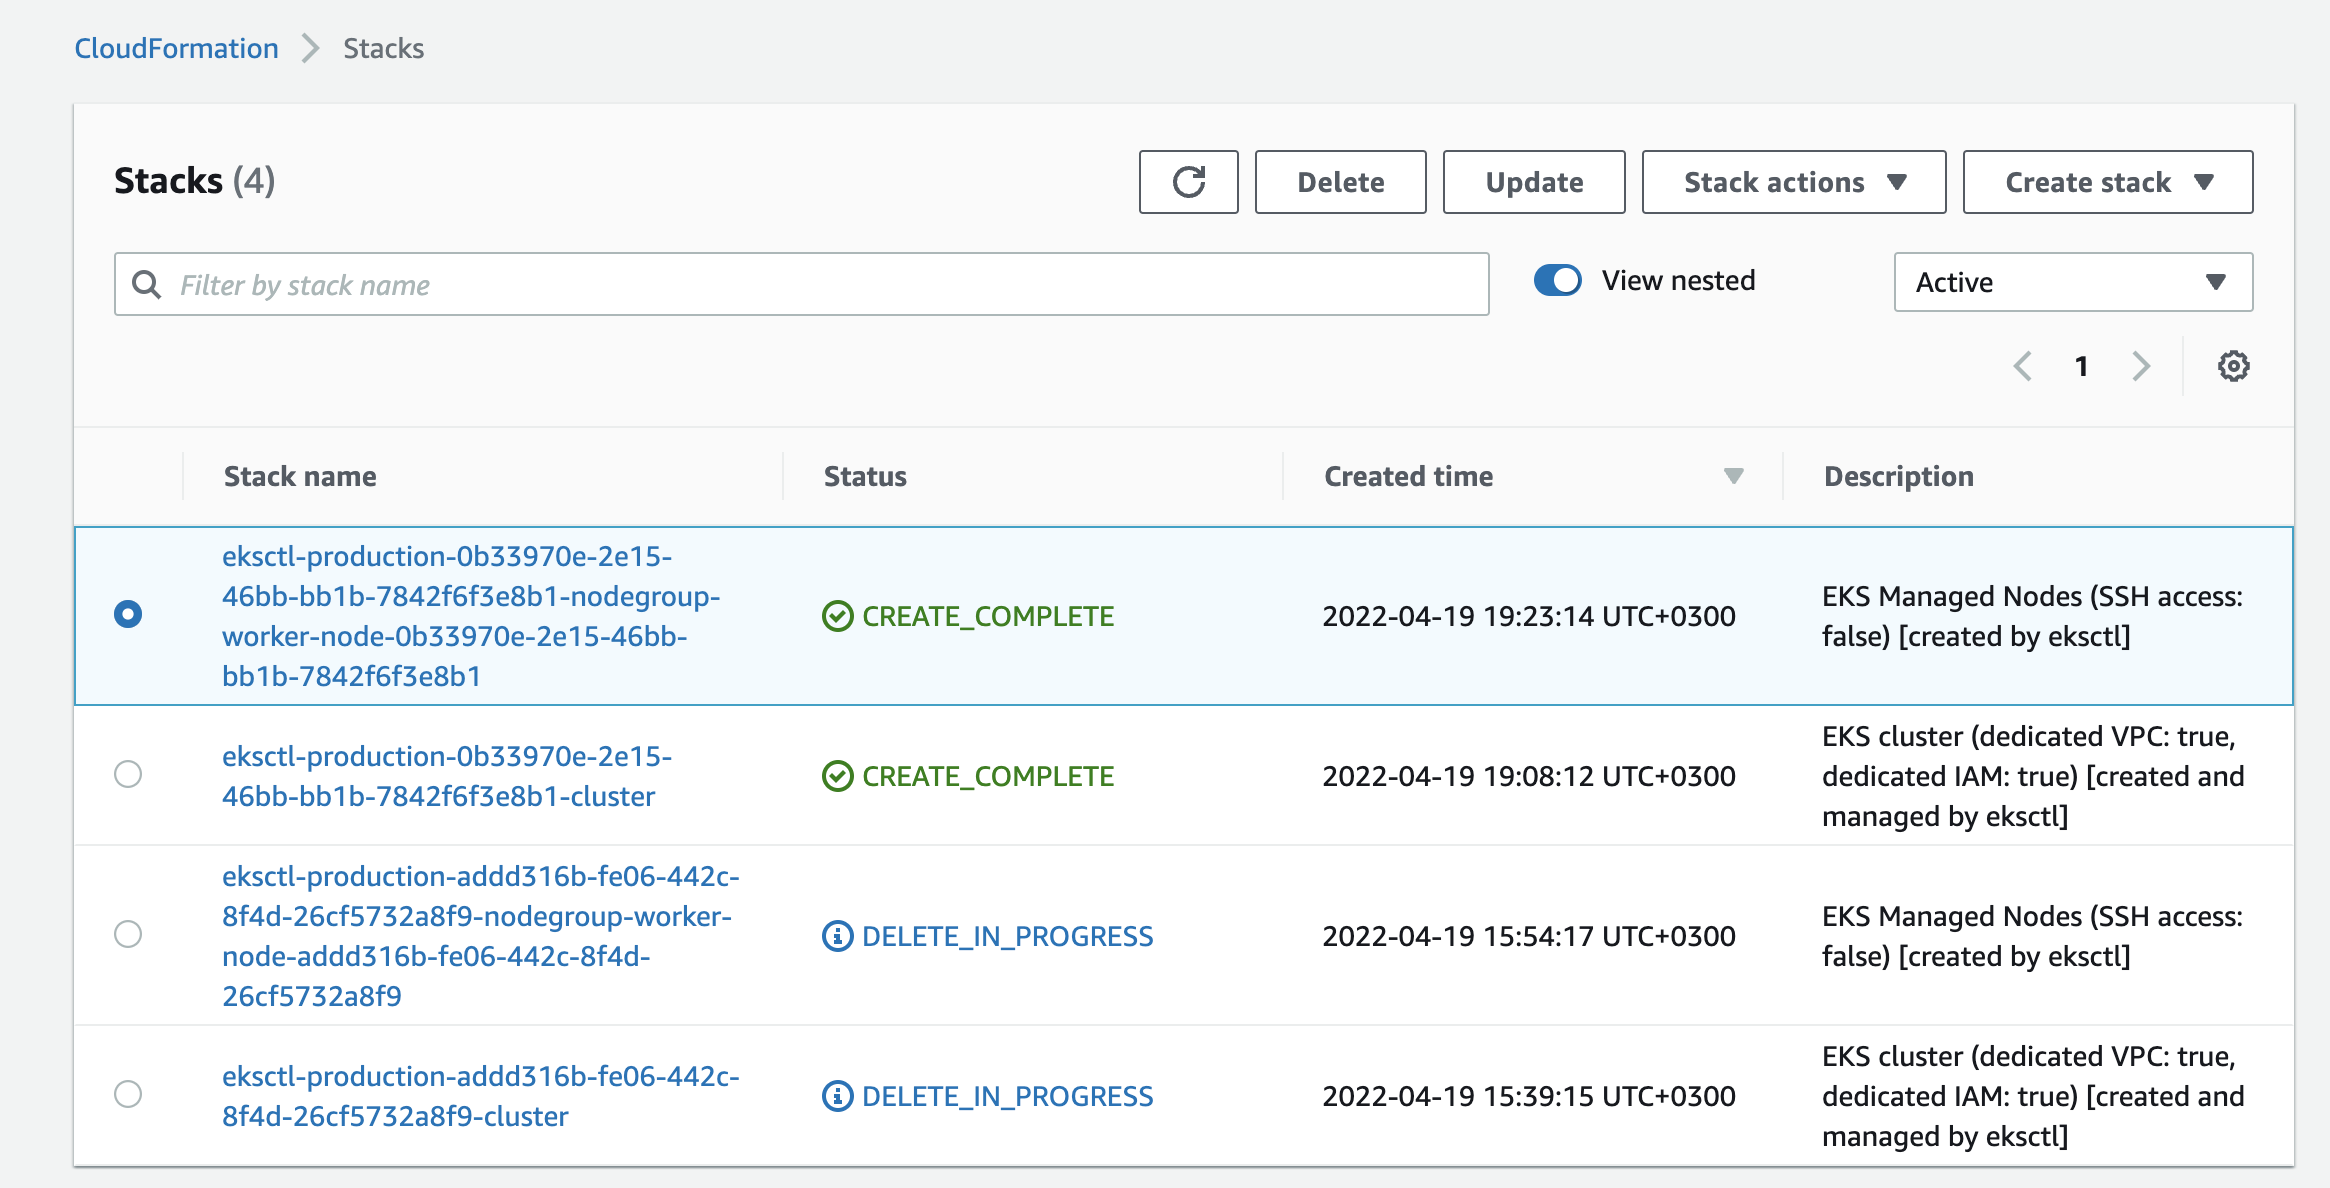 CloudFormation > Stacks
Stacks (4)
Delete
Update
Stack actions
Create stack
Filter by stack name
View nested
Active
1
Stack name
Status
Created time
Description
eksctl-production-0b33970e-2e15-
46bb-bb1b-7842f6f3e8b1-nodegroup-
worker-node-0b33970e-2e15-46bb-
bb1b-7842f6f3e8b1
CREATE_COMPLETE
2022-04-19 19:23:14 UTC+0300
EKS Managed Nodes (SSH access:
false) [created by eksctl]
eksctl-production-0b33970e-2e15-
46bb-bb1b-7842f6f3e8b1-cluster
CREATE_COMPLETE
2022-04-19 19:08:12 UTC+0300
EKS cluster (dedicated VPC: true,
dedicated IAM: true) [created and
managed by eksctl]
eksctl-production-addd316b-fe06-442c-
8f4d-26cf5732a8f9-nodegroup-worker-
node-addd316b-fe06-442c-8f4d-
26cf5732a8f9
DELETE_IN_PROGRESS
2022-04-19 15:54:17 UTC+0300
EKS Managed Nodes (SSH access:
false) [created by eksctl]
eksctl-production-addd316b-fe06-442c-
8f4d-26cf5732a8f9-cluster
DELETE_IN_PROGRESS
2022-04-19 15:39:15 UTC+0300
EKS cluster (dedicated VPC: true,
dedicated IAM: true) [created and
managed by eksctl]